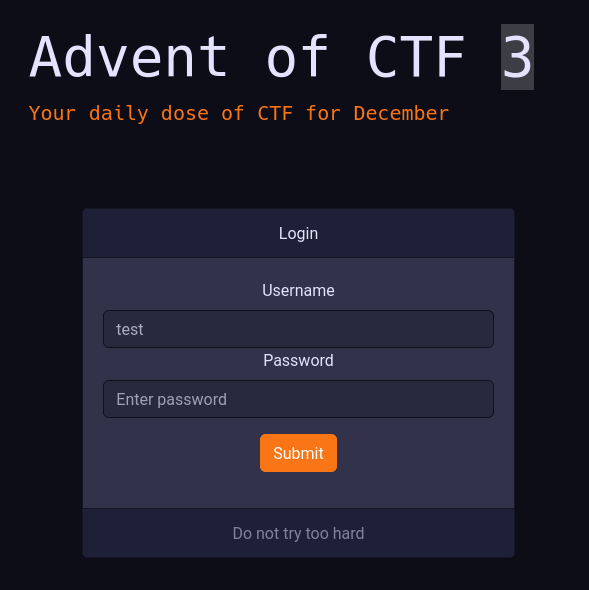 Advent of CTF 3
Your daily dose of CTF for December
Login
Username
test
Password
Enter password
Submit
Do not try too hard